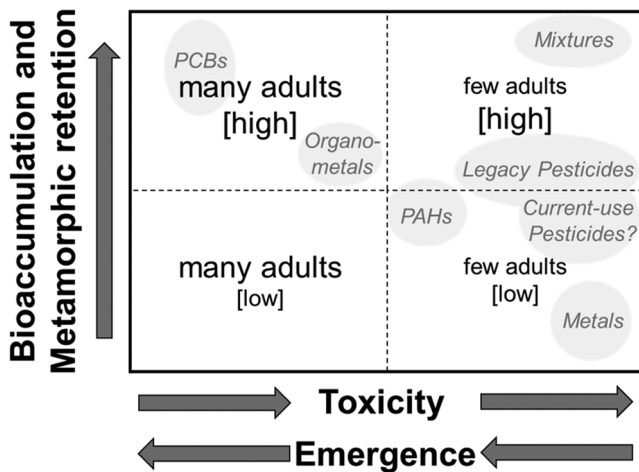 Bioaccumulation and
Metamorphic retention
PCBs
many adults
[high]
Organo-
metals
Mixtures
few adults
[high]
Legacy Pesticides
PAHs
Current-use
Pesticides?
many adults
[low]
few adults
[low]
Metals
Toxicity
Emergence